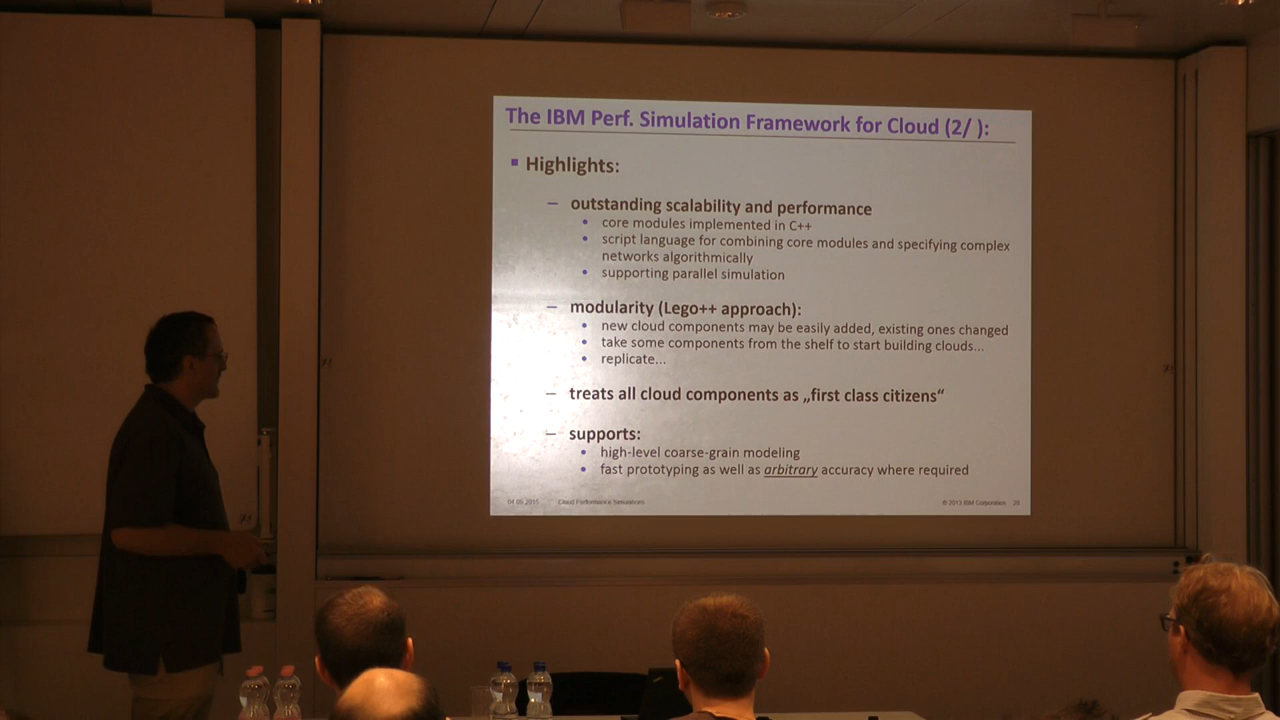 The IBM Perf. Simulation Framework for Cloud (2/ ):
▪ Highlights:
– outstanding scalability and performance
• core modules implemented in C++
• script language for combining core modules and specifying complex
networks algorithmically
• supporting parallel simulation
– modularity (Lego++ approach):
• new cloud components may be easily added, existing ones changed
• take some components from the shelf to start building clouds...
• replicate...
– treats all cloud components as „first class citizens“
– supports:
• high-level coarse-grain modeling
• fast prototyping as well as arbitrary accuracy where required
Cloud Performance Simulations
© 2013 IBM Corporation